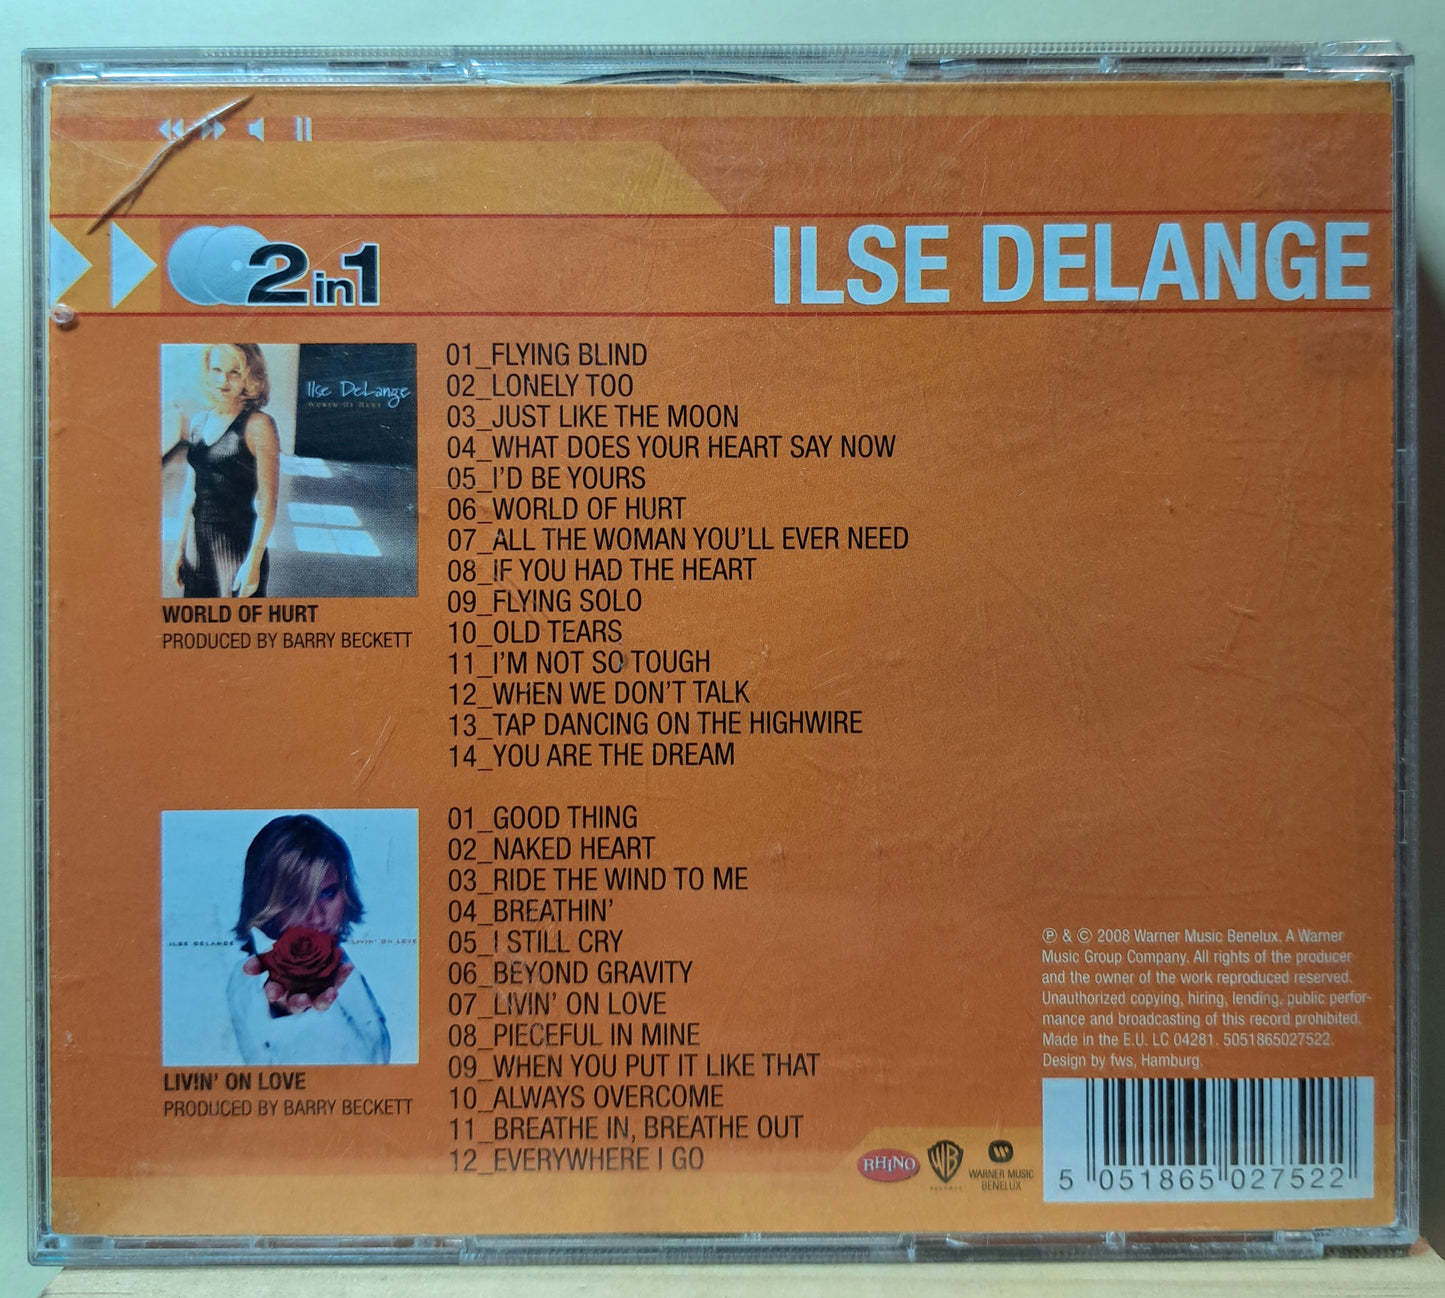 2in1
ILSE DELANGE
Ilse DeLange
WORLD OF HURT
WORLD OF HURT
PRODUCED BY BARRY BECKETT
01_FLYING BLIND
02_LONELY TOO
03_JUST LIKE THE MOON
04_WHAT DOES YOUR HEART SAY NOW
05_I'D BE YOURS
06_WORLD OF HURT
07_ALL THE WOMAN YOU'LL EVER NEED
08_IF YOU HAD THE HEART
09_FLYING SOLO
10_OLD TEARS
11_I'M NOT SO TOUGH
12_WHEN WE DON'T TALK
13_TAP DANCING ON THE HIGHWIRE
14_YOU ARE THE DREAM
ILSE DELANGE LIVIN' ON LOVE
LIVIN' ON LOVE
PRODUCED BY BARRY BECKETT
01_GOOD THING
02_NAKED HEART
03_RIDE THE WIND TO ME
04_BREATHIN'
05_I STILL CRY
06_BEYOND GRAVITY
07_LIVIN' ON LOVE
08_PIECEFUL IN MINE
09_WHEN YOU PUT IT LIKE THAT
10_ALWAYS OVERCOME
11_BREATHE IN, BREATHE OUT
12_EVERYWHERE I GO
℗ & © 2008 Warner Music Benelux. A Warner
Music Group Company. All rights of the producer
and the owner of the work reproduced reserved.
Unauthorized copying, hiring, lending, public perfor-
mance and broadcasting of this record prohibited.
Made in the E.U. LC 04281. 5051865027522.
Design by fws, Hamburg.
RHINO
WB
RECORDS
WARNER MUSIC
BENELUX
5 051865 027522